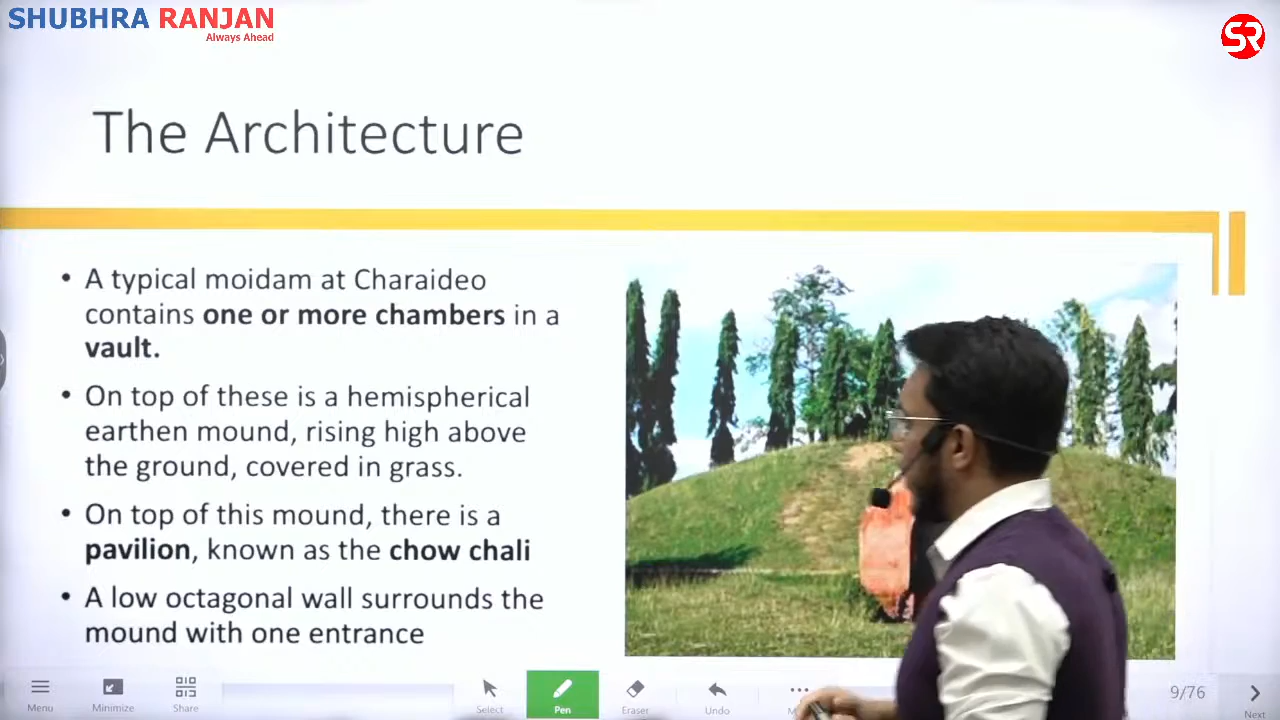 SHUBHRA RANJAN
Always Ahead
SR
The Architecture
• A typical moidam at Charaideo
contains one or more chambers in a
vault.
• On top of these is a hemispherical
earthen mound, rising high above
the ground, covered in grass.
• On top of this mound, there is a
pavilion, known as the chow chali
• A low octagonal wall surrounds the
mound with one entrance
Menu
Minimize
Share
Select
Pen
Eraser
Undo
9/76
Next